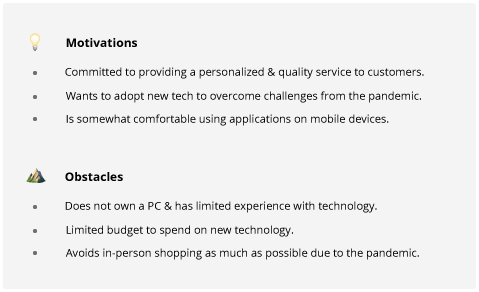 Motivations
Committed to providing a personalized & quality service to customers.
Wants to adopt new tech to overcome challenges from the pandemic.
Is somewhat comfortable using applications on mobile devices.
Obstacles
Does not own a PC & has limited experience with technology.
Limited budget to spend on new technology.
Avoids in-person shopping as much as possible due to the pandemic.